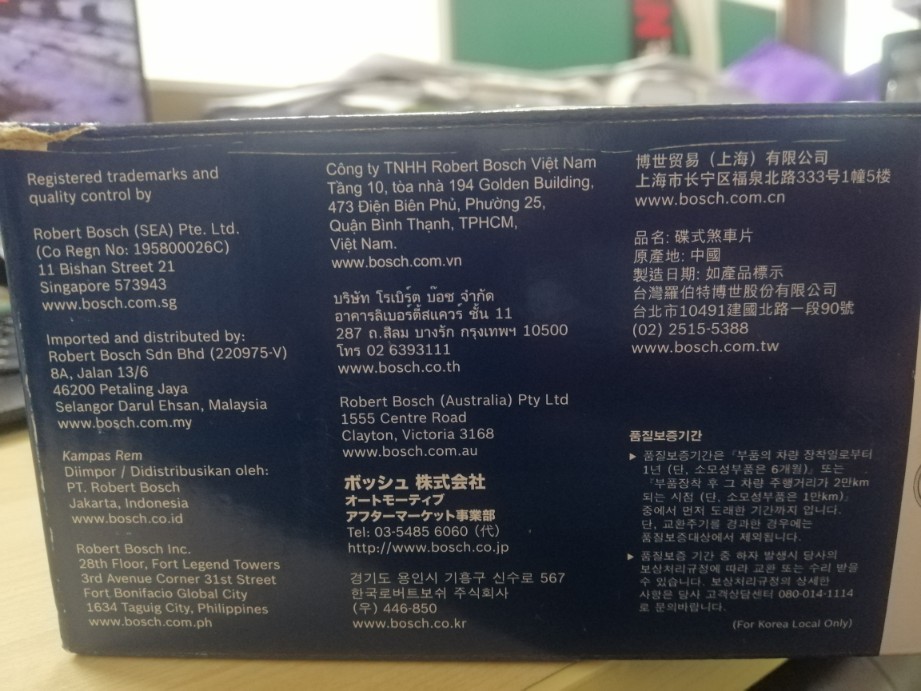 Registered trademarks and
quality control by
Robert Bosch (SEA) Pte. Ltd.
(Co Regn No: 195800026C)
11 Bishan Street 21
Singapore 573943
www.bosch.com.sg
Imported and distributed by:
Robert Bosch Sdn Bhd (220975-V)
8A, Jalan 13/6
46200 Petaling Jaya
Selangor Darul Ehsan, Malaysia
www.bosch.com.my
Kampas Rem
Diimpor / Didistribusikan oleh:
PT. Robert Bosch
Jakarta, Indonesia
www.bosch.co.id
Robert Bosch Inc.
28th Floor, Fort Legend Towers
3rd Avenue Corner 31st Street
Fort Bonifacio Global City
1634 Taguig City, Philippines
www.bosch.com.ph
Công ty TNHH Robert Bosch Việt Nam
Tầng 10, tòa nhà 194 Golden Building,
473 Điện Biên Phủ, Phường 25,
Quận Bình Thạnh, TPHCM,
Việt Nam.
www.bosch.com.vn
บริษัท โรเบิร์ต บ๊อช จำกัด
อาคารลิเบอร์ตี้สแควร์ ชั้น 11
287 ถ.สีลม บางรัก กรุงเทพฯ 10500
โทร 02 6393111
www.bosch.co.th
Robert Bosch (Australia) Pty Ltd
1555 Centre Road
Clayton, Victoria 3168
www.bosch.com.au
ボッシュ 株式会社
オートモーティブ
アフターマーケット事業部
Tel: 03-5485 6060 (代)
http://www.bosch.co.jp
경기도 용인시 기흥구 신수로 567
한국로버트보쉬 주식회사
(우) 446-850
www.bosch.co.kr
博世贸易（上海）有限公司
上海市长宁区福泉北路333号1幢5楼
www.bosch.com.cn
品名: 碟式煞車片
原產地: 中國
製造日期: 如產品標示
台灣羅伯特博世股份有限公司
台北市10491建國北路一段90號
(02) 2515-5388
www.bosch.com.tw
품질보증기간
▶ 품질보증기간은 『부품의 차량 장착일로부터
1년 (단, 소모성부품은 6개월)』 또는
『부품장착 후 그 차량 주행거리가 2만km
되는 시점 (단, 소모성부품은 1만km)』
중에서 먼저 도래한 기간까지 입니다.
단, 교환주기를 경과한 경우에는
품질보증대상에서 제외됩니다.
▶ 품질보증 기간 중 하자 발생시 당사의
보상처리규정에 따라 교환 또는 수리 받을
수 있습니다. 보상처리규정의 상세한
사항은 당사 고객상담센터 080-014-1114
로 문의바랍니다.
(For Korea Local Only)